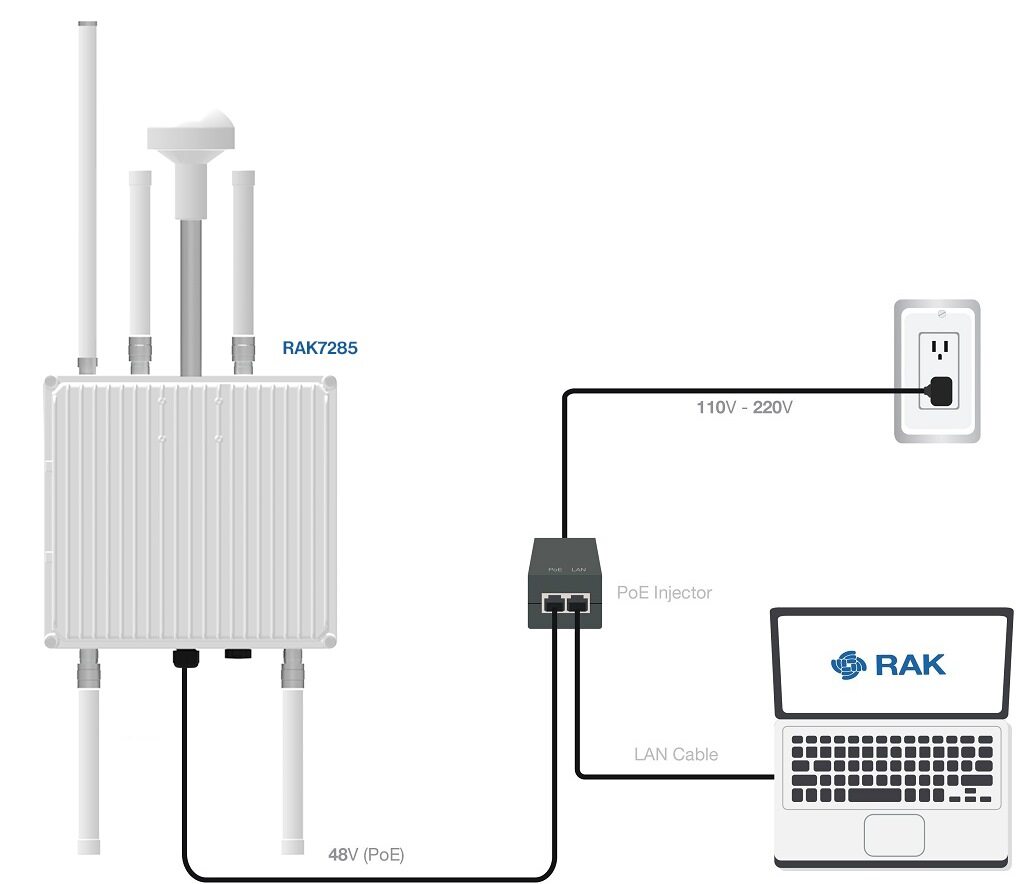 RAK7285
110V - 220V
PoE LAN
PoE Injector
RAK
LAN Cable
48V (PoE)